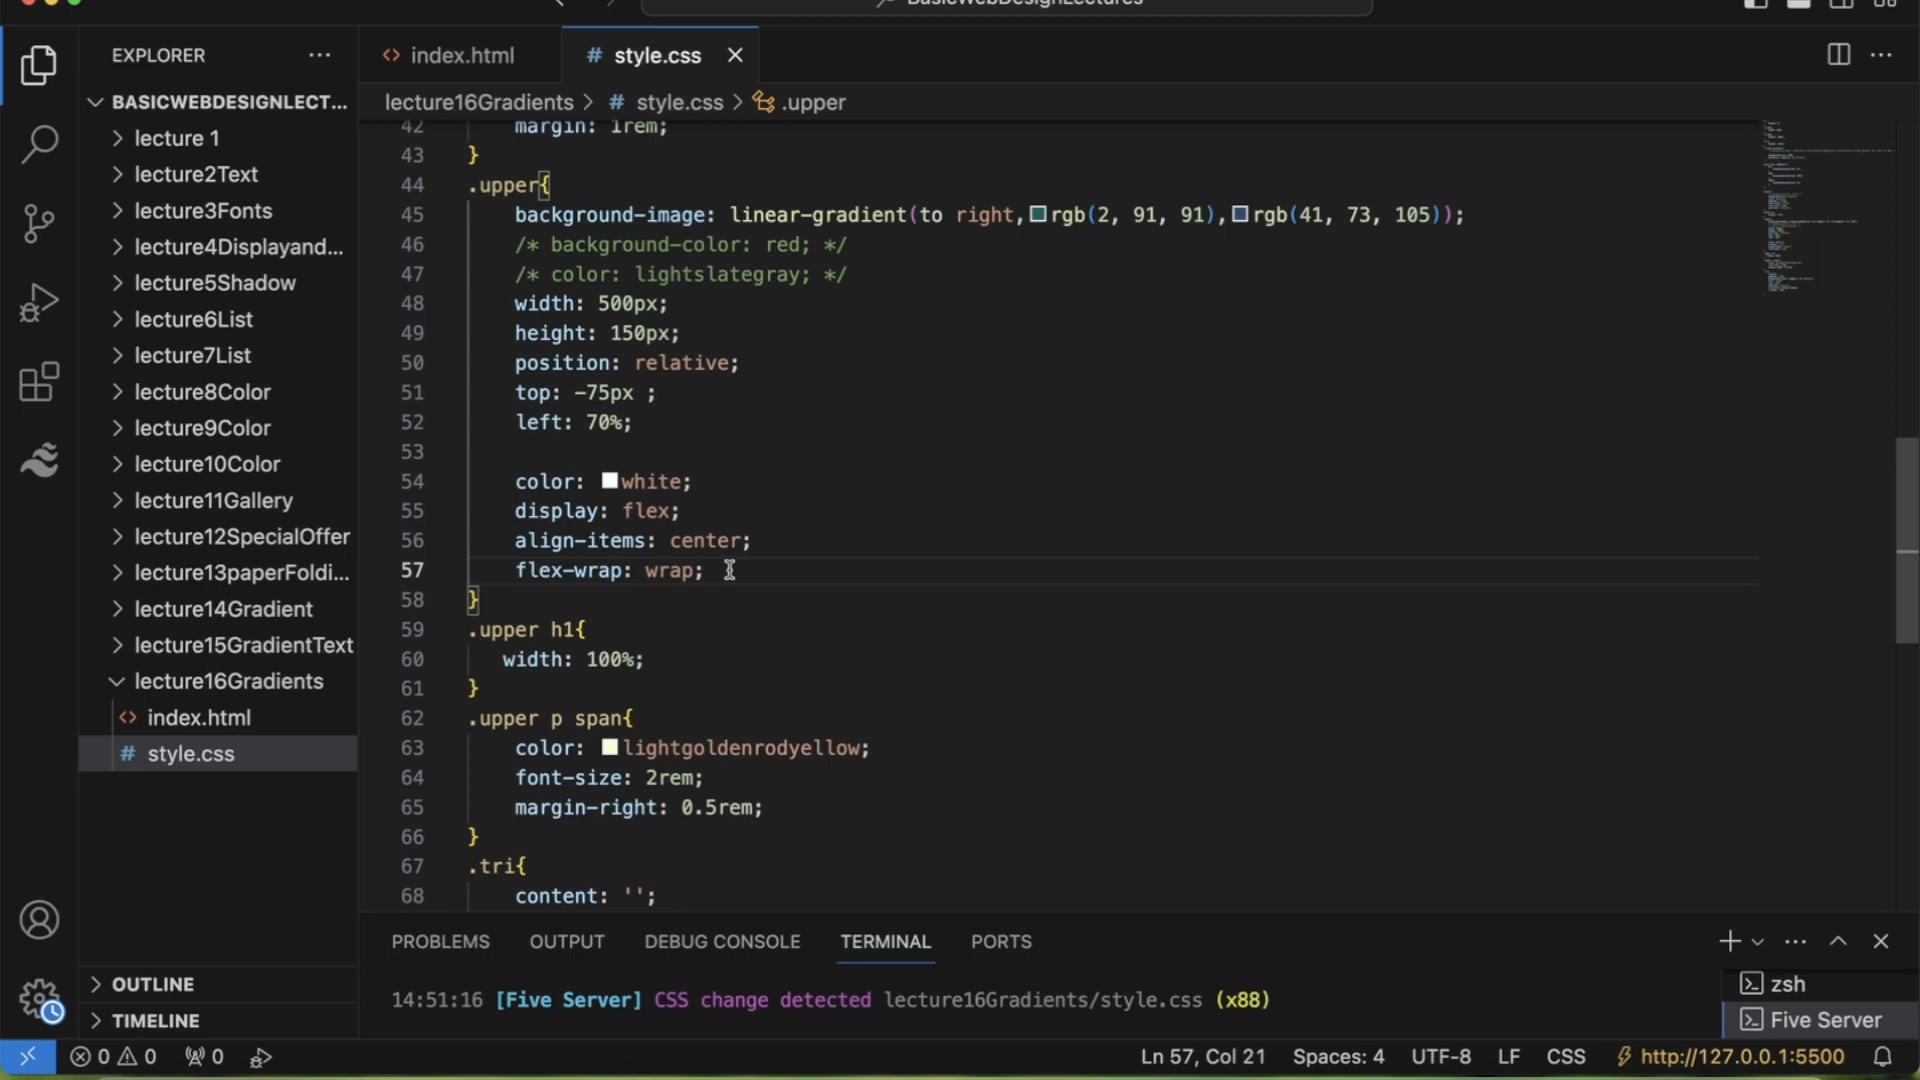 BasicWebDesignLectures
EXPLORER
BASICWEBDESIGNLECT...
lecture 1
lecture2Text
lecture3Fonts
lecture4Displayand...
lecture5Shadow
lecture6List
lecture7List
lecture8Color
lecture9Color
lecture10Color
lecture11Gallery
lecture12SpecialOffer
lecture13paperFoldi...
lecture14Gradient
lecture15GradientText
lecture16Gradients
<> index.html
# style.css
OUTLINE
TIMELINE
<> index.html
# style.css
lecture16Gradients > # style.css > .upper
42 margin: 1rem;
43 }
44 .upper{
45 background-image: linear-gradient(to right,rgb(2, 91, 91),rgb(41, 73, 105));
46 /* background-color: red; */
47 /* color: lightslategray; */
48 width: 500px;
49 height: 150px;
50 position: relative;
51 top: -75px ;
52 left: 70%;
53
54 color: white;
55 display: flex;
56 align-items: center;
57 flex-wrap: wrap;
58 }
59 .upper h1{
60 width: 100%;
61 }
62 .upper p span{
63 color: lightgoldenrodyellow;
64 font-size: 2rem;
65 margin-right: 0.5rem;
66 }
67 .tri{
68 content: '';
PROBLEMS OUTPUT DEBUG CONSOLE TERMINAL PORTS
14:51:16 [Five Server] CSS change detected lecture16Gradients/style.css (x88)
zsh
Five Server
0 0 0 Ln 57, Col 21 Spaces: 4 UTF-8 LF CSS http://127.0.0.1:5500